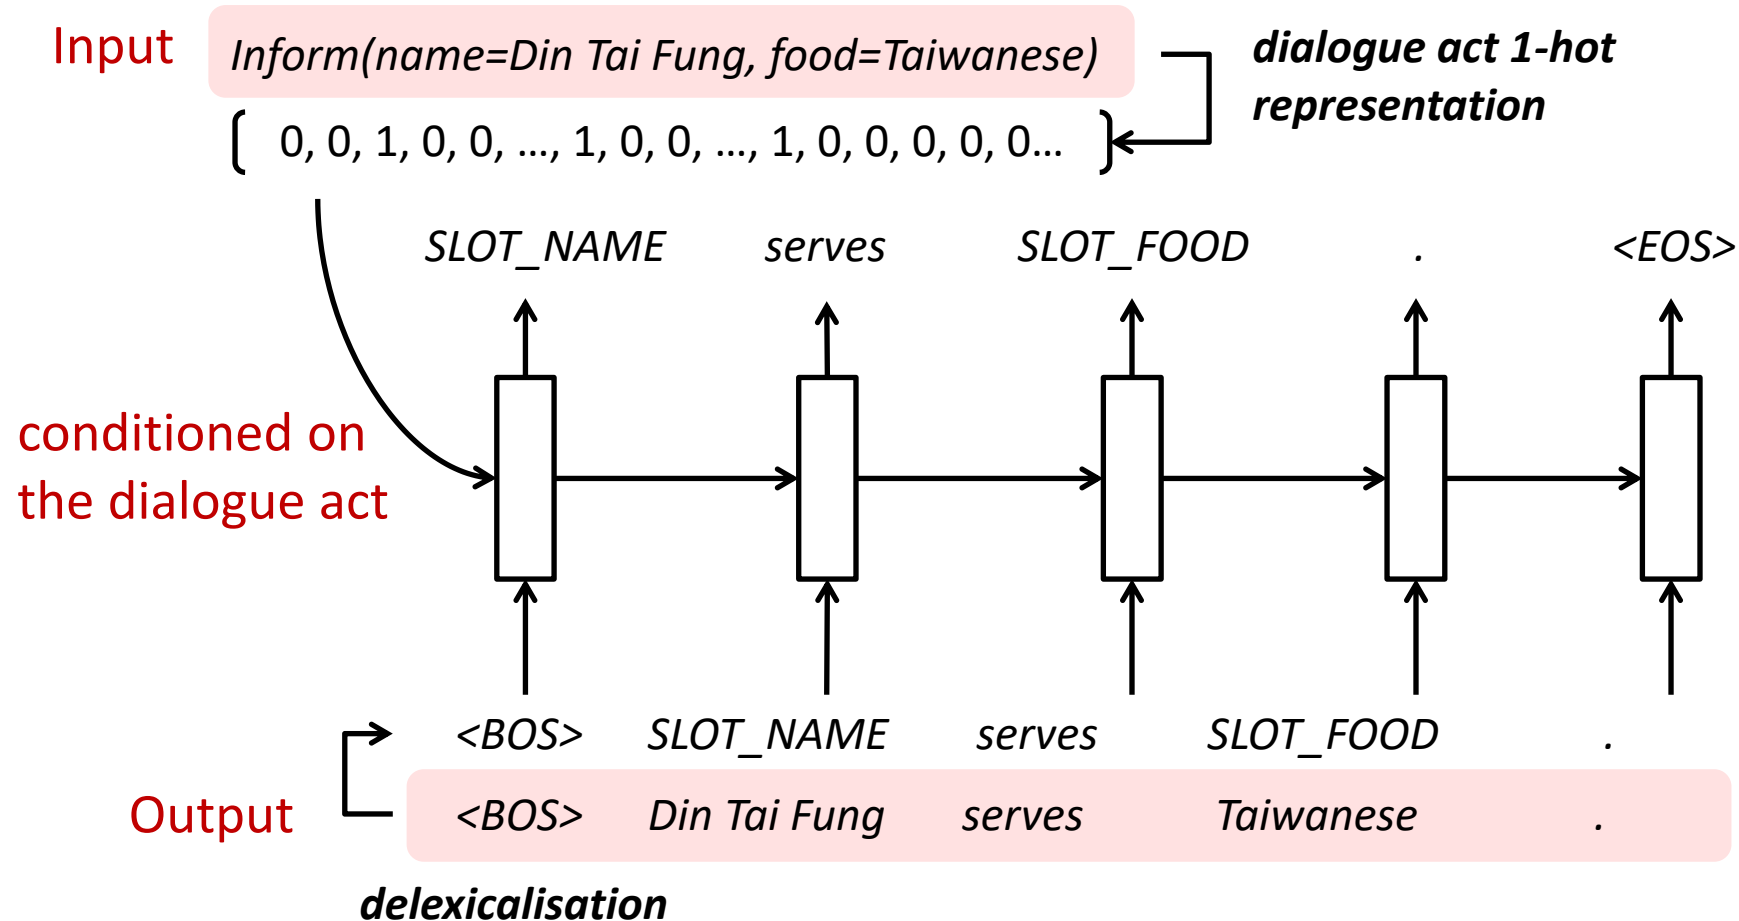 Input
Inform(name=Din Tai Fung, food=Taiwanese)
dialogue act 1-hot
representation
[ 0, 0, 1, 0, 0, …, 1, 0, 0, …, 1, 0, 0, 0, 0, 0… ]
SLOT_NAME serves SLOT_FOOD . <EOS>
conditioned on
the dialogue act
<BOS> SLOT_NAME serves SLOT_FOOD .
Output
<BOS> Din Tai Fung serves Taiwanese .
delexicalisation